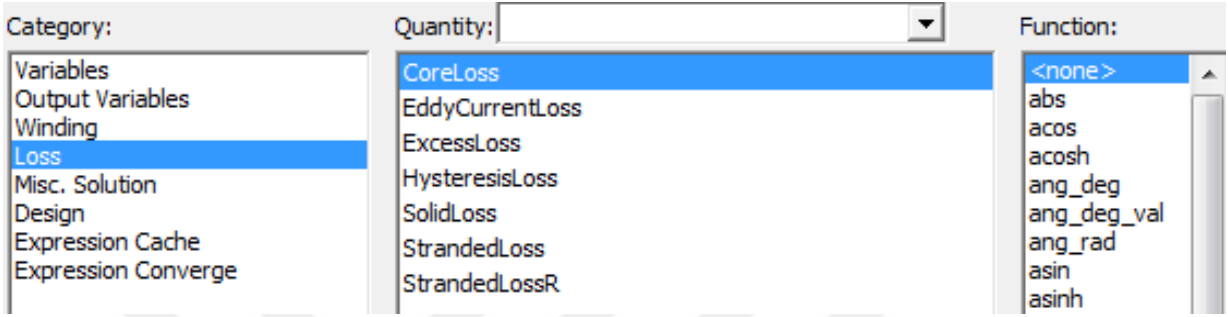 Category:
Variables
Output Variables
Winding
Loss
Misc. Solution
Design
Expression Cache
Expression Converge
Quantity:
CoreLoss
EddyCurrentLoss
ExcessLoss
HysteresisLoss
SolidLoss
StrandedLoss
StrandedLossR
Function:
<none>
abs
acos
acosh
ang_deg
ang_deg_val
ang_rad
asin
asinh